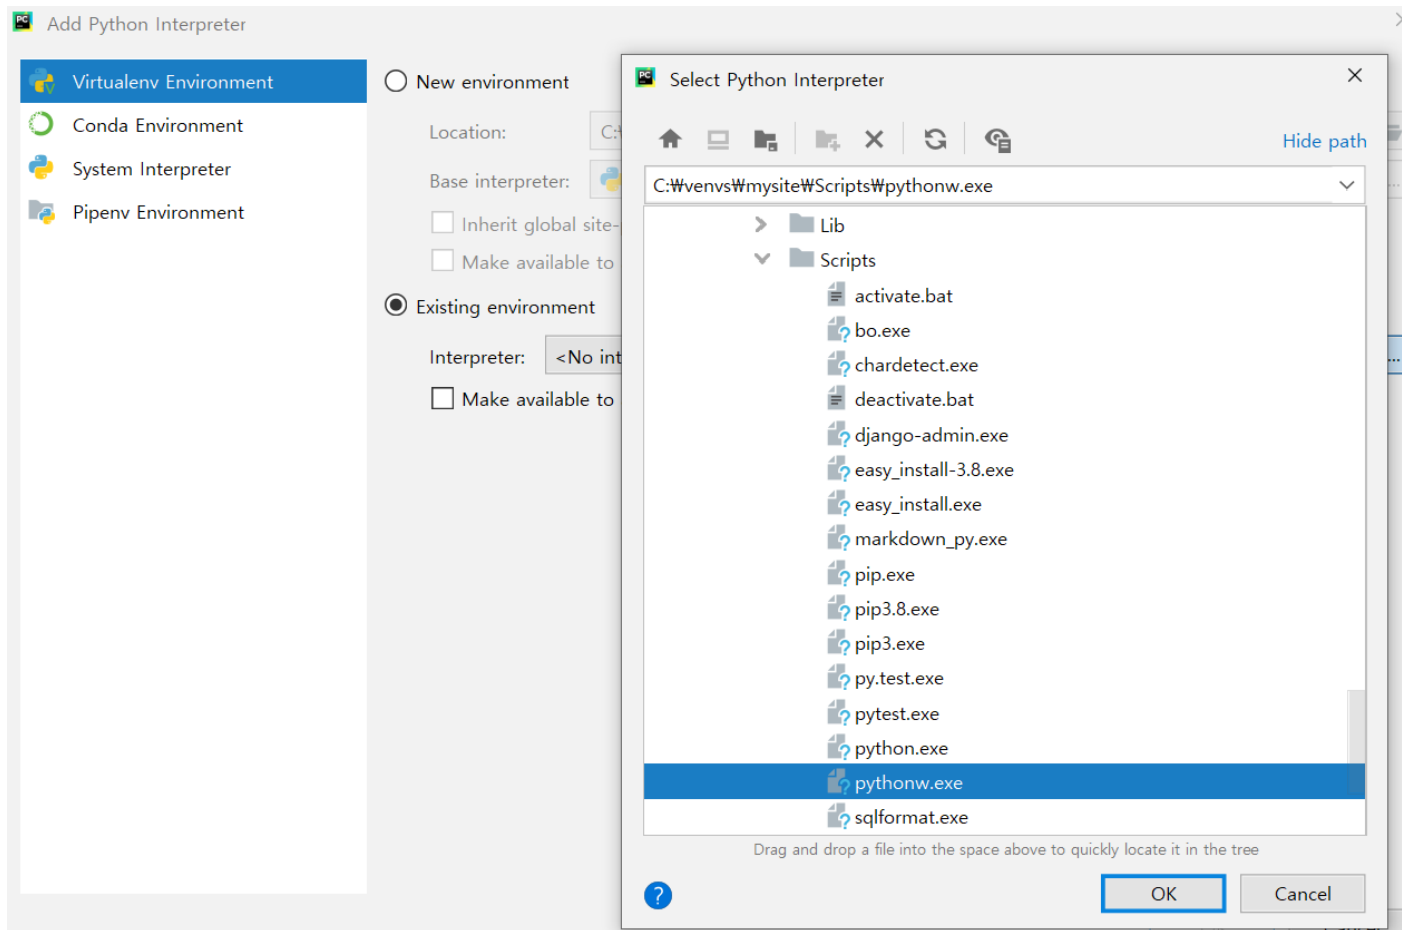 Add Python Interpreter
Virtualenv Environment
Conda Environment
System Interpreter
Pipenv Environment
New environment
Location:
C:₩
Base interpreter:
Inherit global site-
Make available to
Existing environment
Interpreter:
<No int
Make available to
Select Python Interpreter
Hide path
C:₩venvs₩mysite₩Scripts₩pythonw.exe
Lib
Scripts
activate.bat
bo.exe
chardetect.exe
deactivate.bat
django-admin.exe
easy_install-3.8.exe
easy_install.exe
markdown_py.exe
pip.exe
pip3.8.exe
pip3.exe
py.test.exe
pytest.exe
python.exe
pythonw.exe
sqlformat.exe
Drag and drop a file into the space above to quickly locate it in the tree
?
OK
Cancel